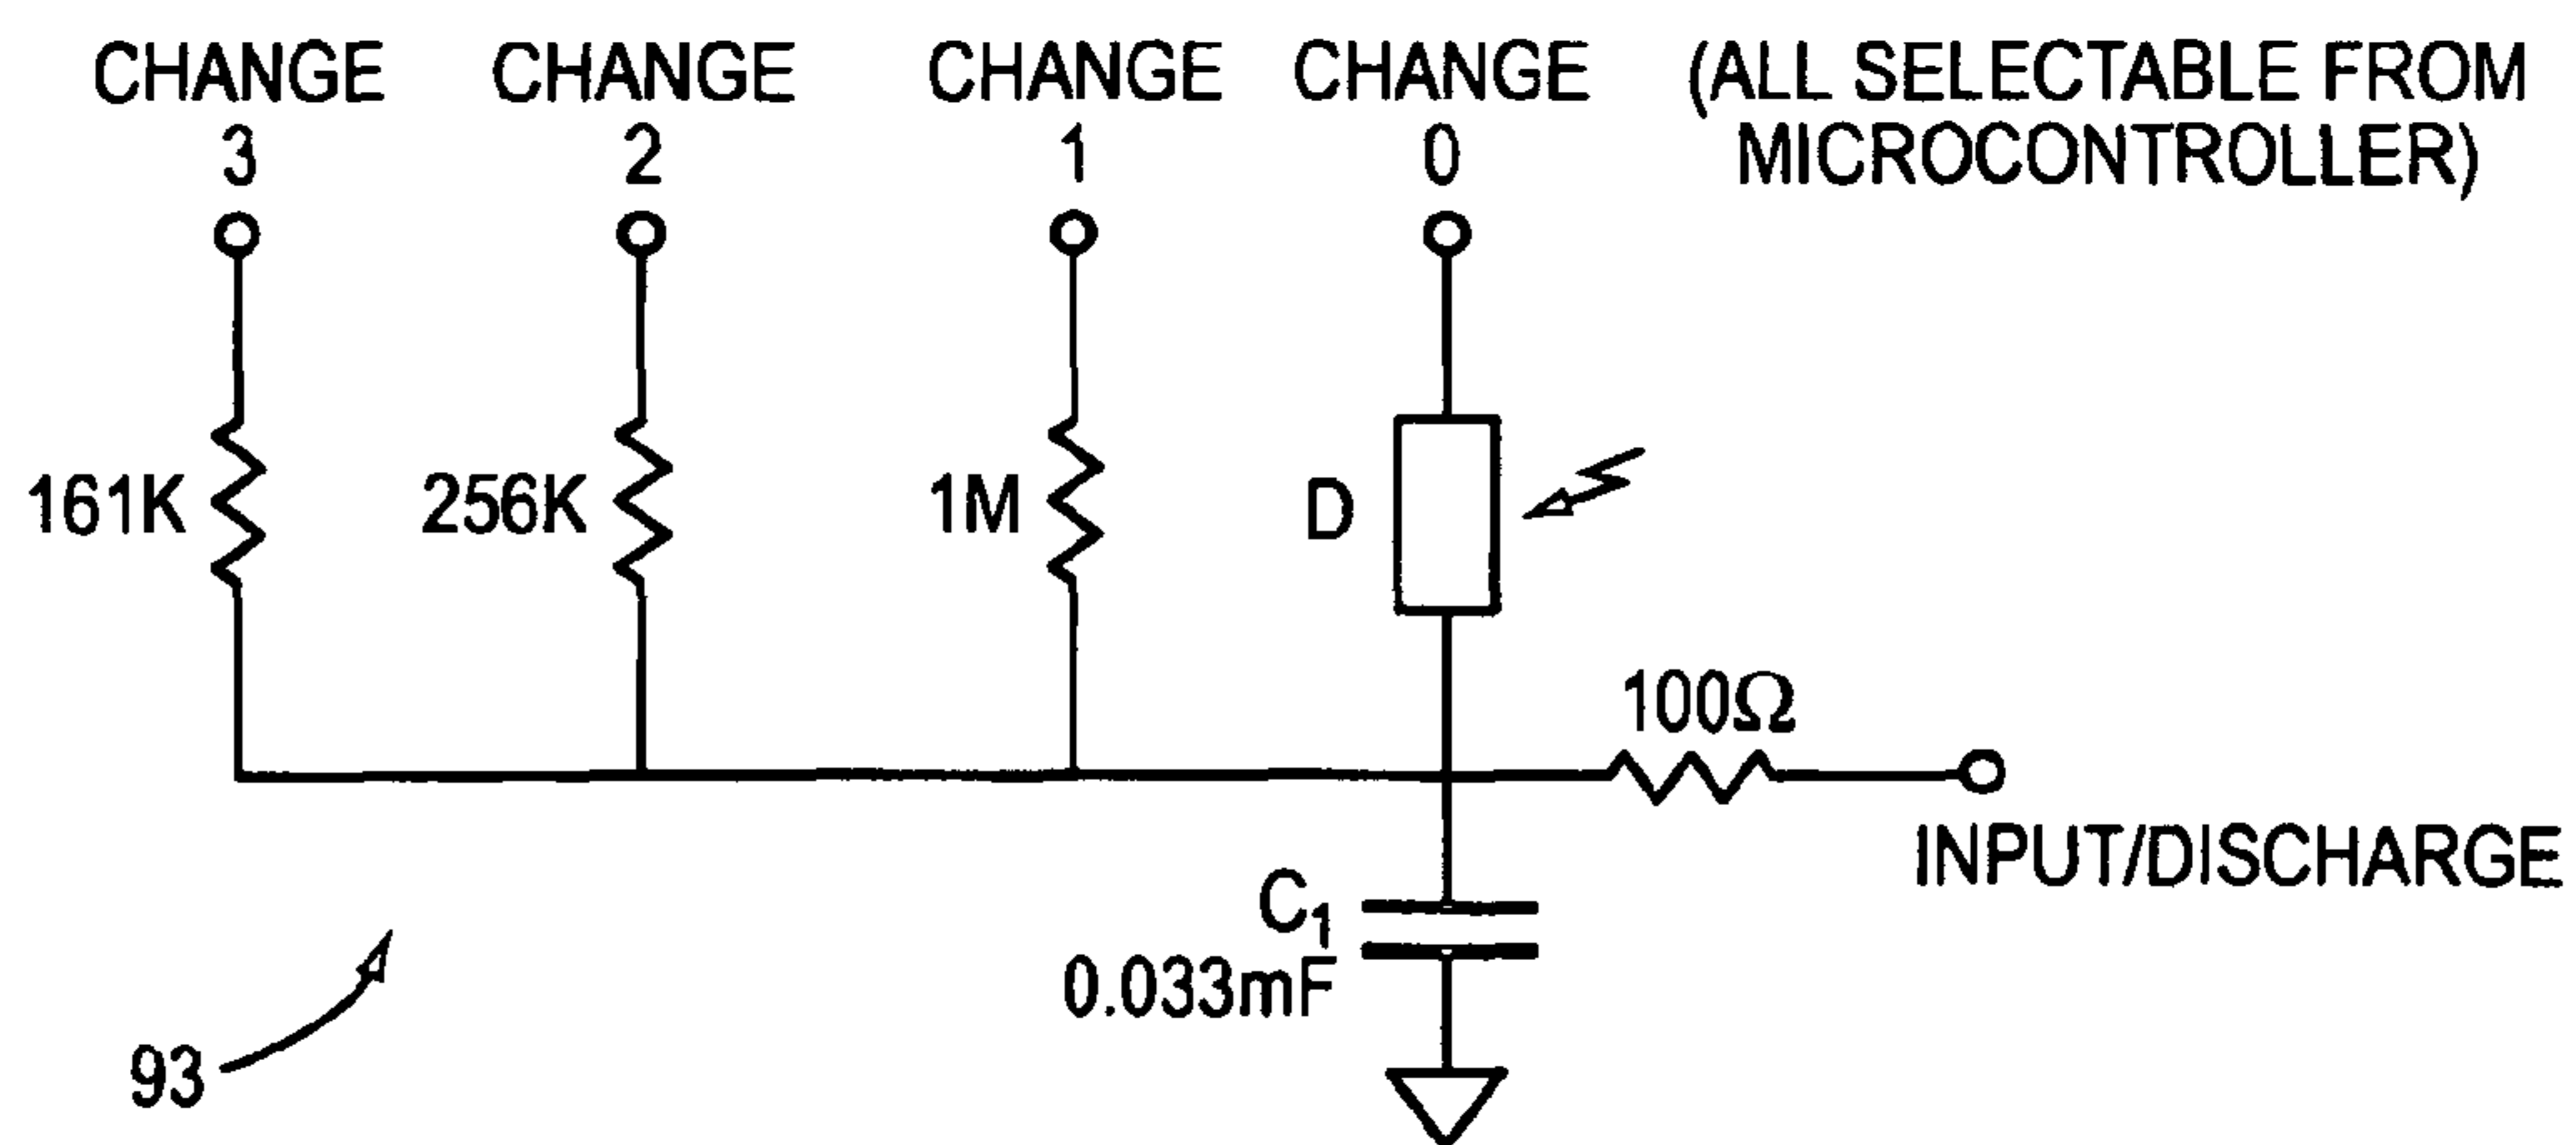 CHANGE CHANGE CHANGE CHANGE (ALL SELECTABLE FROM
3 2 1 0 MICROCONTROLLER)
161K 256K 1M D
100Ω
INPUT/DISCHARGE
C₁
0.033mF
93